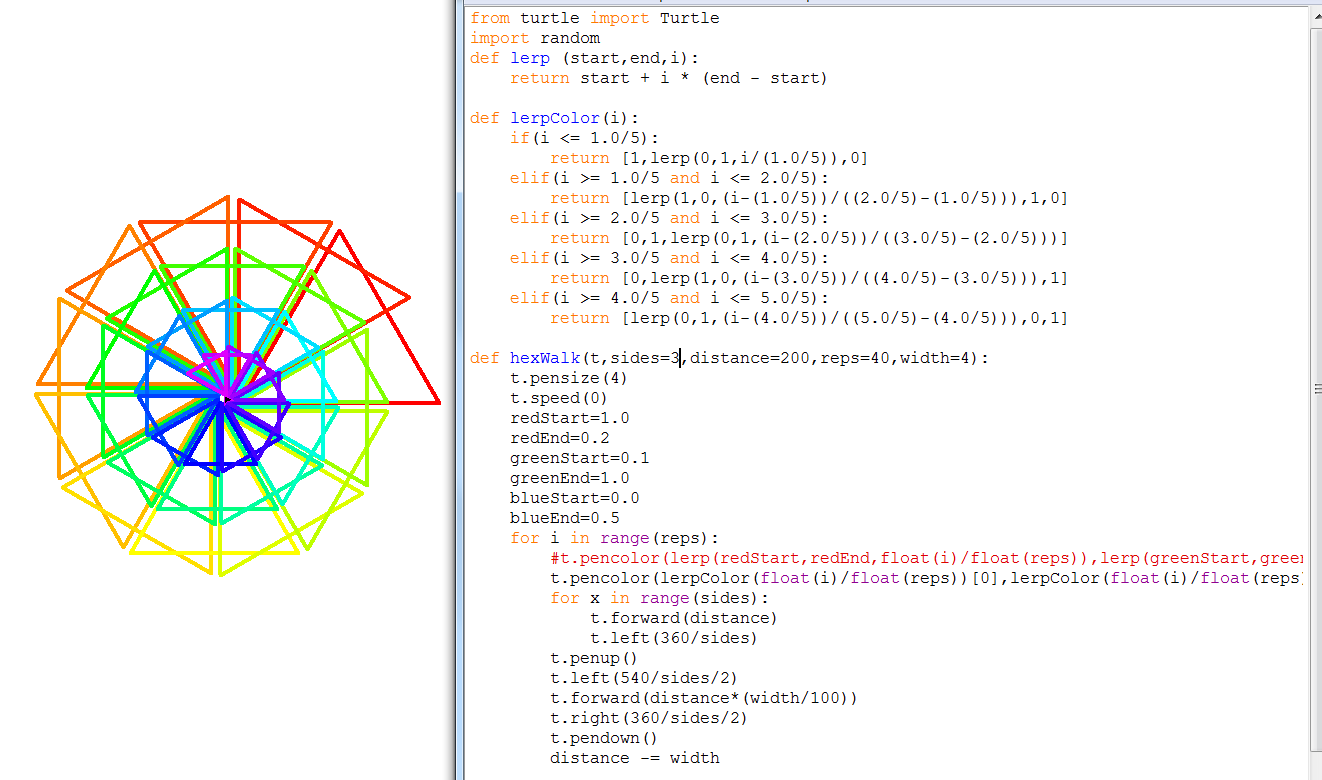 from turtle import Turtle
import random
def lerp (start,end,i):
    return start + i * (end - start)

def lerpColor(i):
    if(i <= 1.0/5):
        return [1,lerp(0,1,i/(1.0/5)),0]
    elif(i >= 1.0/5 and i <= 2.0/5):
        return [lerp(1,0,(i-(1.0/5))/((2.0/5)-(1.0/5))),1,0]
    elif(i >= 2.0/5 and i <= 3.0/5):
        return [0,1,lerp(0,1,(i-(2.0/5))/((3.0/5)-(2.0/5)))]
    elif(i >= 3.0/5 and i <= 4.0/5):
        return [0,lerp(1,0,(i-(3.0/5))/((4.0/5)-(3.0/5))),1]
    elif(i >= 4.0/5 and i <= 5.0/5):
        return [lerp(0,1,(i-(4.0/5))/((5.0/5)-(4.0/5))),0,1]

def hexWalk(t,sides=3,distance=200,reps=40,width=4):
    t.pensize(4)
    t.speed(0)
    redStart=1.0
    redEnd=0.2
    greenStart=0.1
    greenEnd=1.0
    blueStart=0.0
    blueEnd=0.5
    for i in range(reps):
        #t.pencolor(lerp(redStart,redEnd,float(i)/float(reps)),lerp(greenStart,green
        t.pencolor(lerpColor(float(i)/float(reps))[0],lerpColor(float(i)/float(reps)
        for x in range(sides):
            t.forward(distance)
            t.left(360/sides)
        t.penup()
        t.left(540/sides/2)
        t.forward(distance*(width/100))
        t.right(360/sides/2)
        t.pendown()
        distance -= width